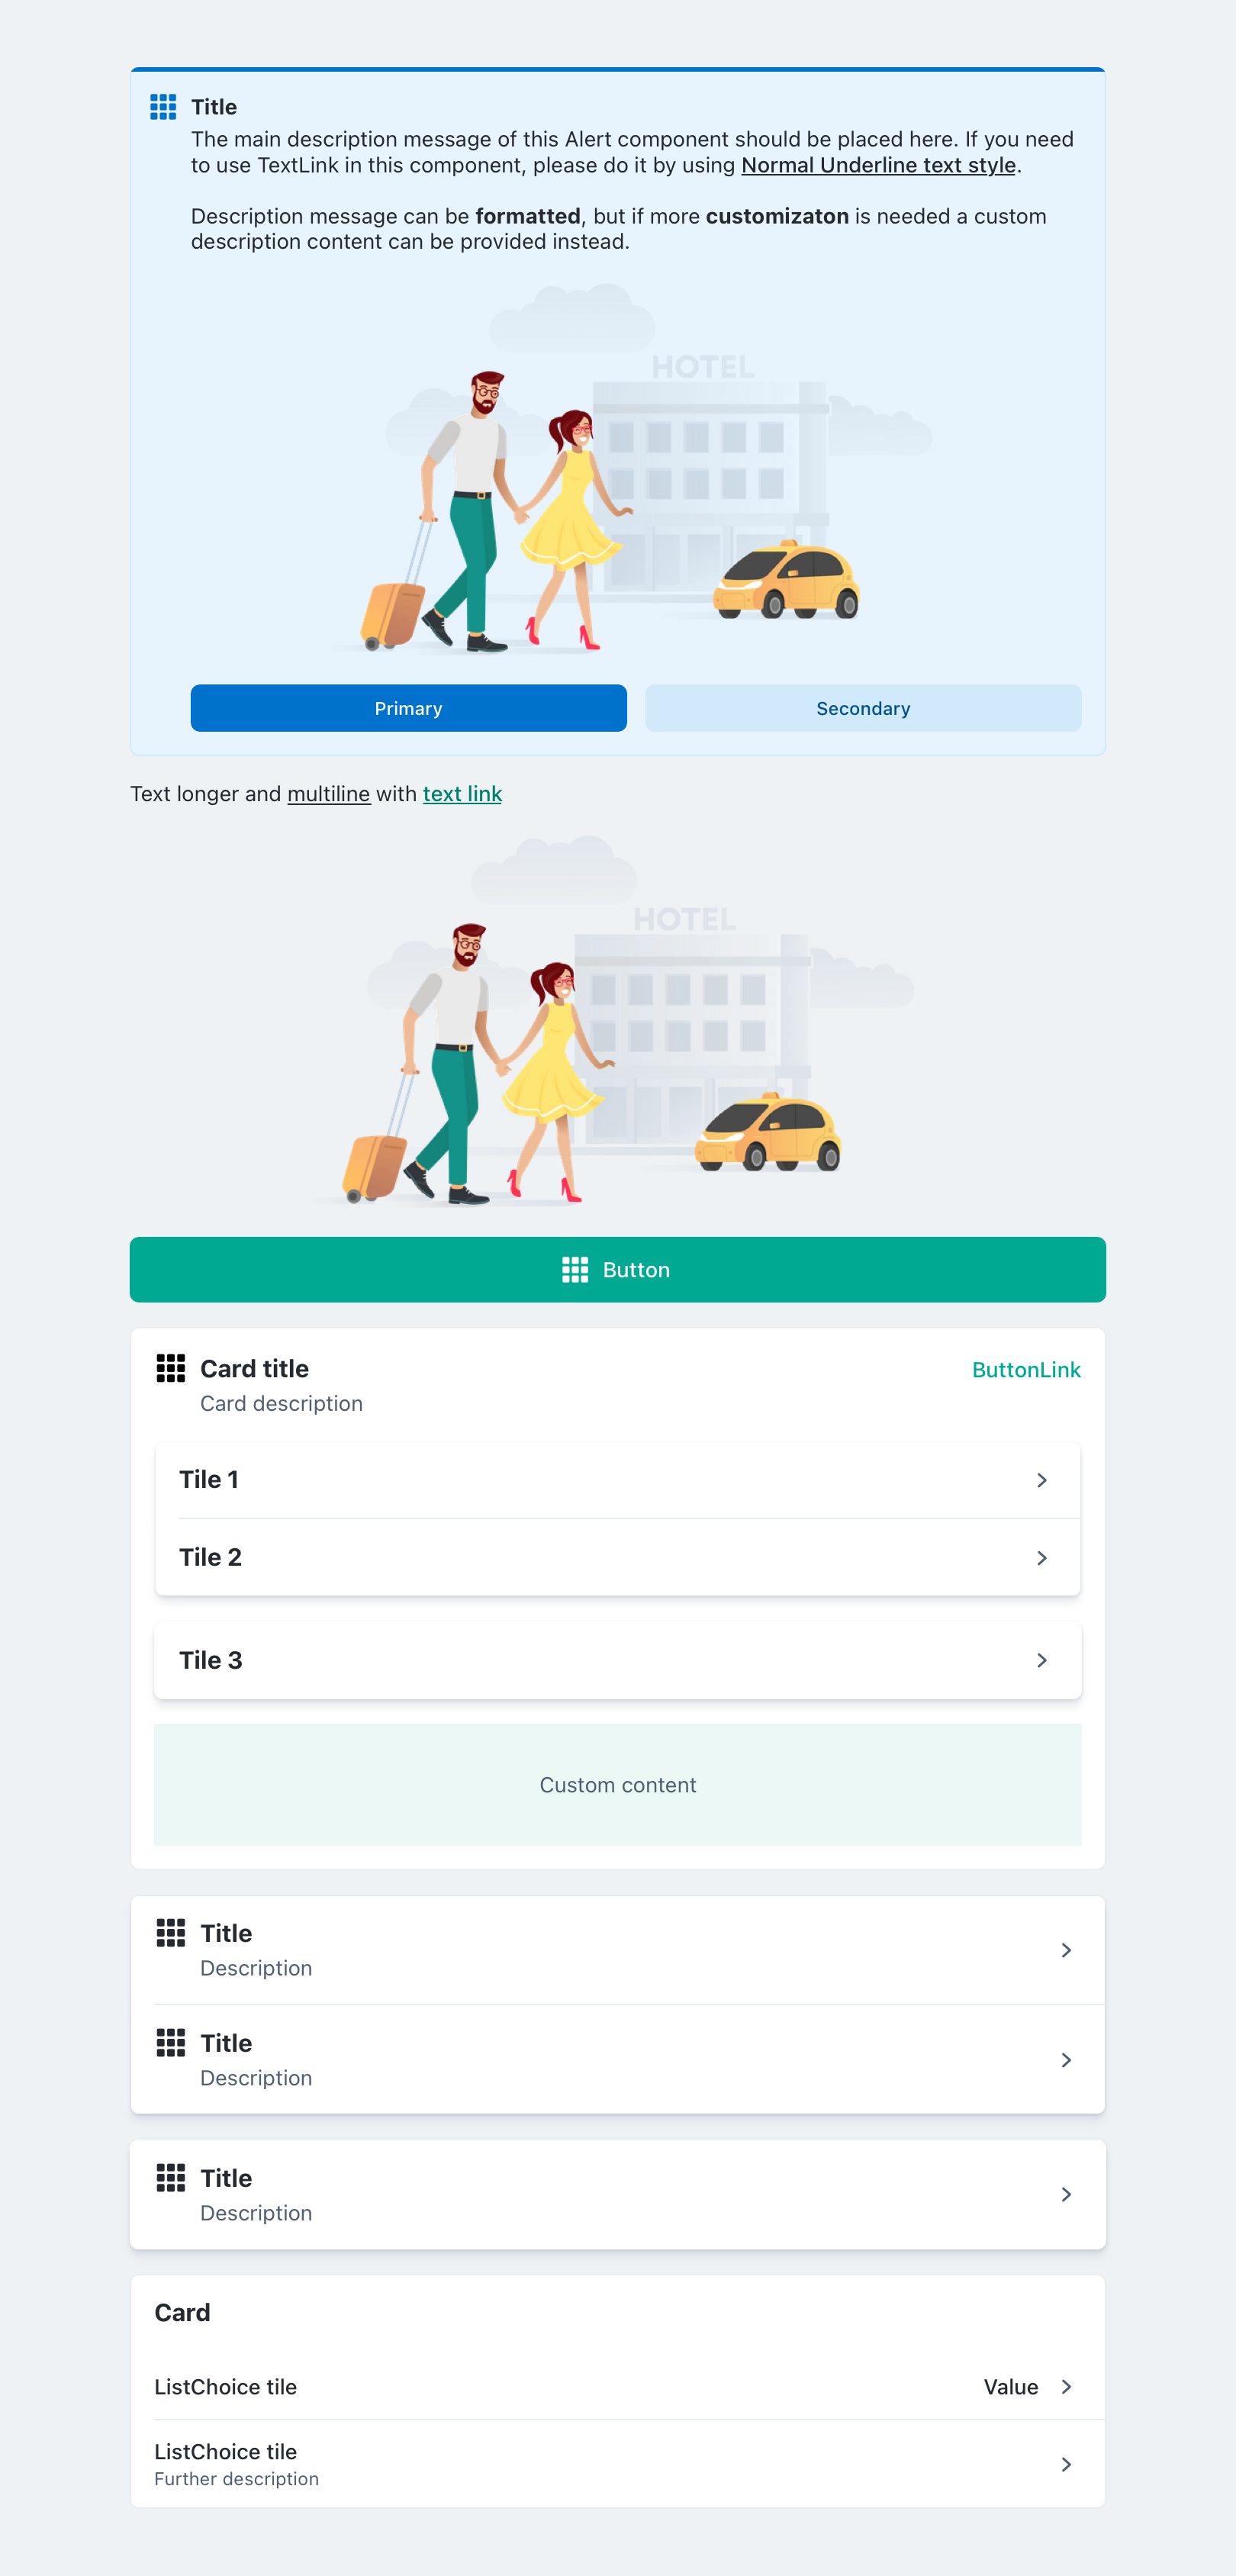 Title
The main description message of this Alert component should be placed here. If you need
to use TextLink in this component, please do it by using Normal Underline text style.
Description message can be formatted, but if more customizaton is needed a custom
description content can be provided instead.
HOTEL
Primary
Secondary
Text longer and multiline with text link
HOTEL
Button
Card title
ButtonLink
Card description
Tile 1
Tile 2
Tile 3
Custom content
Title
Description
Title
Description
Title
Description
Card
ListChoice tile
Value
ListChoice tile
Further description